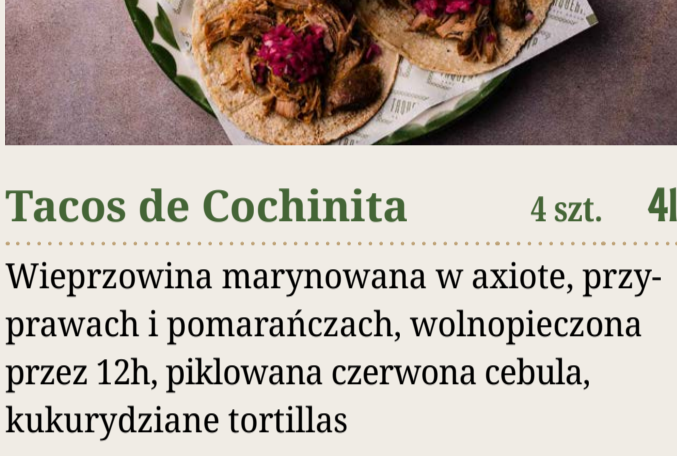 Tacos de Cochinita 4 szt.
Wieprzowina marynowana w axiote, przy-
prawach i pomarańczach, wolnopieczona
przez 12h, piklowana czerwona cebula,
kukurydziane tortillas